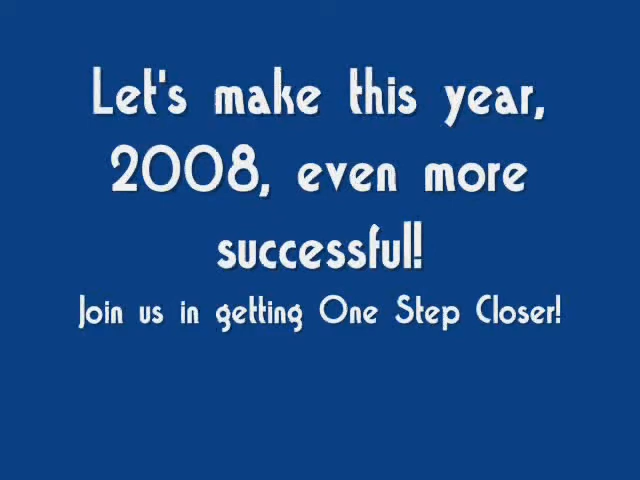 Let's make this year,
2008, even more
successful!
Join us in getting One Step Closer!